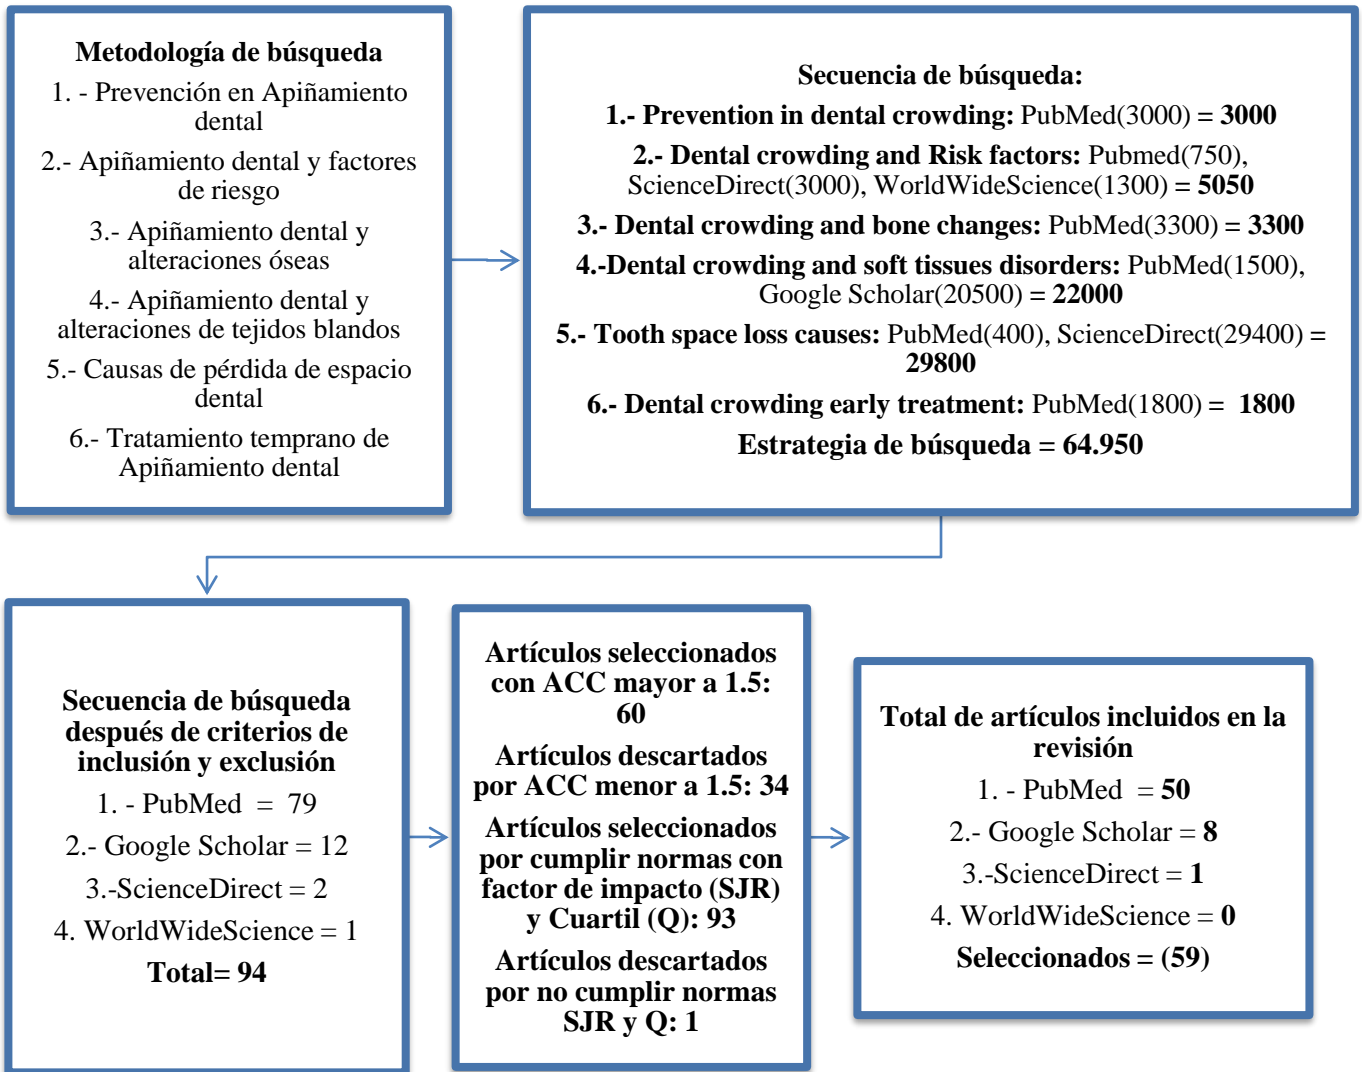 Metodología de búsqueda
1. - Prevención en Apiñamiento
dental
2.- Apiñamiento dental y factores
de riesgo
3.- Apiñamiento dental y
alteraciones óseas
4.- Apiñamiento dental y
alteraciones de tejidos blandos
5.- Causas de pérdida de espacio
dental
6.- Tratamiento temprano de
Apiñamiento dental
Secuencia de búsqueda:
1.- Prevention in dental crowding: PubMed(3000) = 3000
2.- Dental crowding and Risk factors: Pubmed(750),
ScienceDirect(3000), WorldWideScience(1300) = 5050
3.- Dental crowding and bone changes: PubMed(3300) = 3300
4.-Dental crowding and soft tissues disorders: PubMed(1500),
Google Scholar(20500) = 22000
5.- Tooth space loss causes: PubMed(400), ScienceDirect(29400) =
29800
6.- Dental crowding early treatment: PubMed(1800) = 1800
Estrategia de búsqueda = 64.950
Secuencia de búsqueda
después de criterios de
inclusión y exclusión
1. - PubMed = 79
2.- Google Scholar = 12
3.-ScienceDirect = 2
4. WorldWideScience = 1
Total= 94
Artículos seleccionados
con ACC mayor a 1.5:
60
Artículos descartados
por ACC menor a 1.5: 34
Artículos seleccionados
por cumplir normas con
factor de impacto (SJR)
y Cuartil (Q): 93
Artículos descartados
por no cumplir normas
SJR y Q: 1
Total de artículos incluidos en la
revisión
1. - PubMed = 50
2.- Google Scholar = 8
3.-ScienceDirect = 1
4. WorldWideScience = 0
Seleccionados = (59)